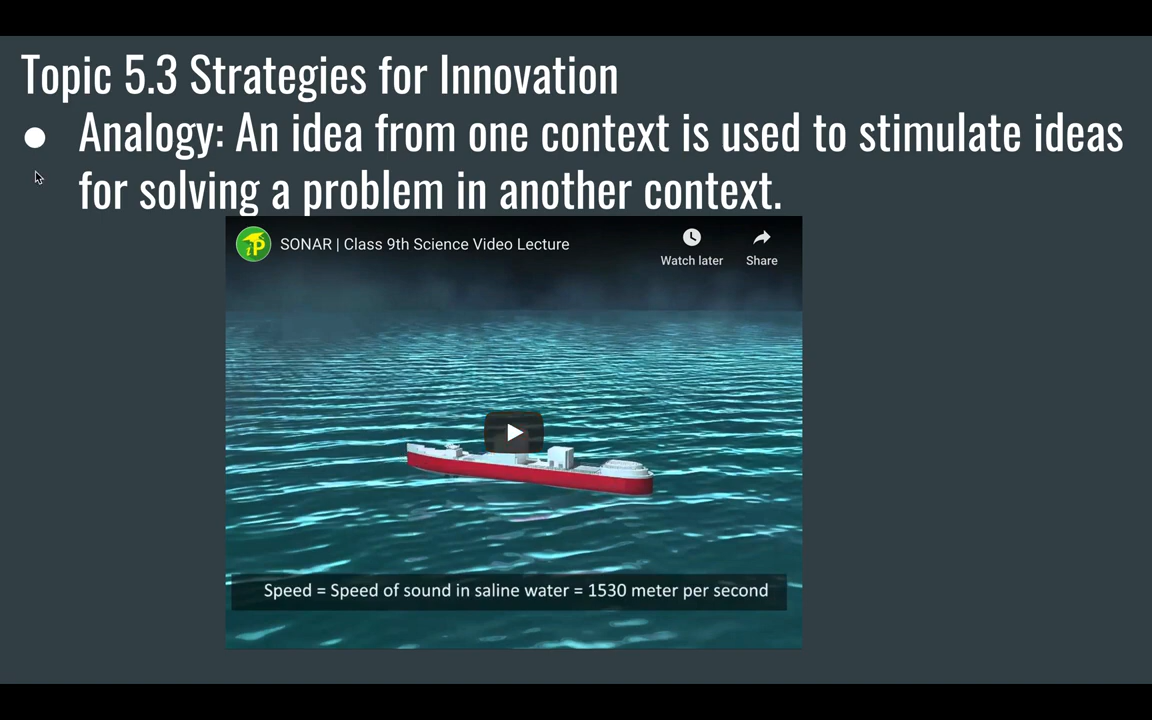 Topic 5.3 Strategies for Innovation
● Analogy: An idea from one context is used to stimulate ideas
for solving a problem in another context.
iP
SONAR | Class 9th Science Video Lecture
Watch later
Share
Speed = Speed of sound in saline water = 1530 meter per second